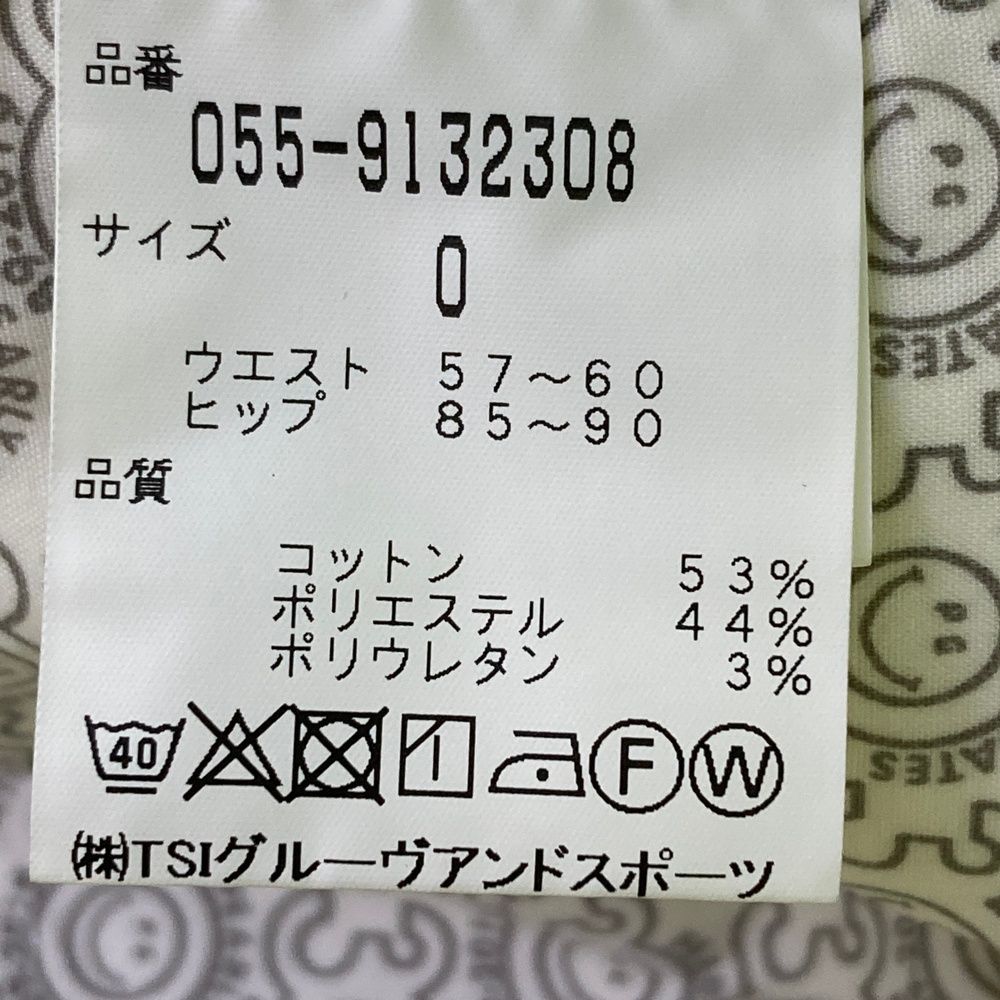 品番
055-9132308
サイズ
0
ウエスト 57～60
ヒップ 85～90
品質
コットン 53%
ポリエステル 44%
ポリウレタン 3%
40 F W
㈱TSIグルーヴアンドスポーツ